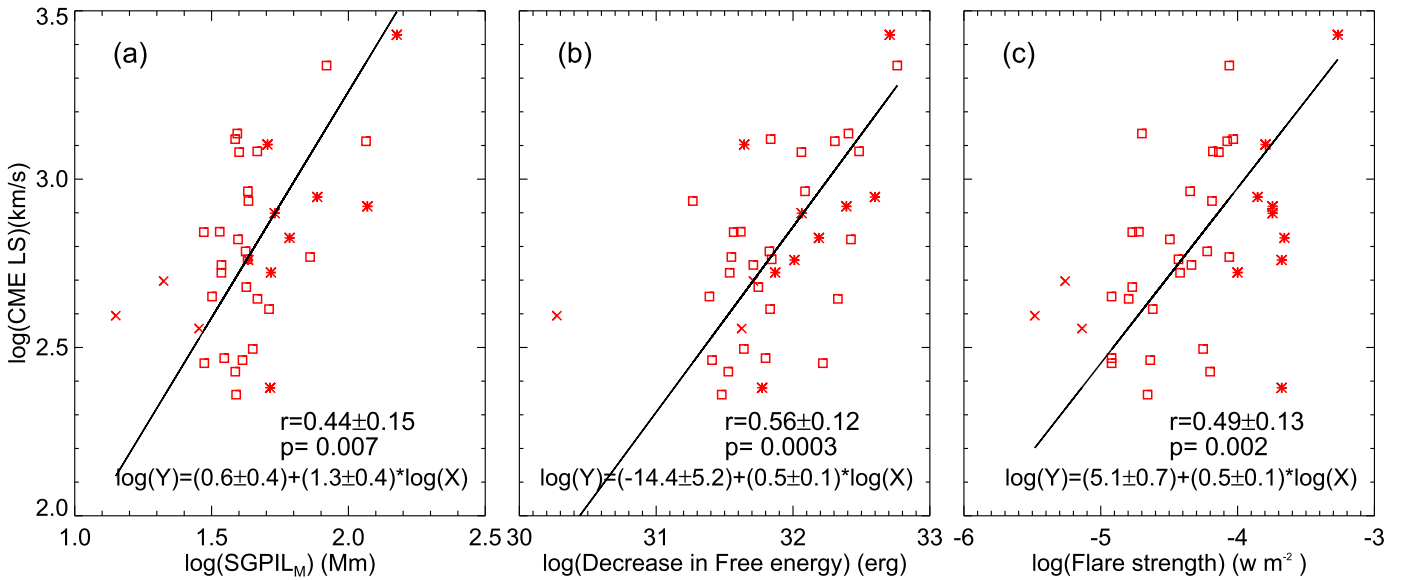 3.5
3.0
2.5
2.0
log(CME LS)(km/s)
(a)
r=0.44±0.15
p= 0.007
log(Y)=(0.6±0.4)+(1.3±0.4)*log(X)
1.0 1.5 2.0 2.5
log(SGPIL_M) (Mm)
(b)
r=0.56±0.12
p= 0.0003
log(Y)=(-14.4±5.2)+(0.5±0.1)*log(X)
30 31 32 33
log(Decrease in Free energy) (erg)
(c)
r=0.49±0.13
p= 0.002
log(Y)=(5.1±0.7)+(0.5±0.1)*log(X)
-6 -5 -4 -3
log(Flare strength) (w m⁻²)